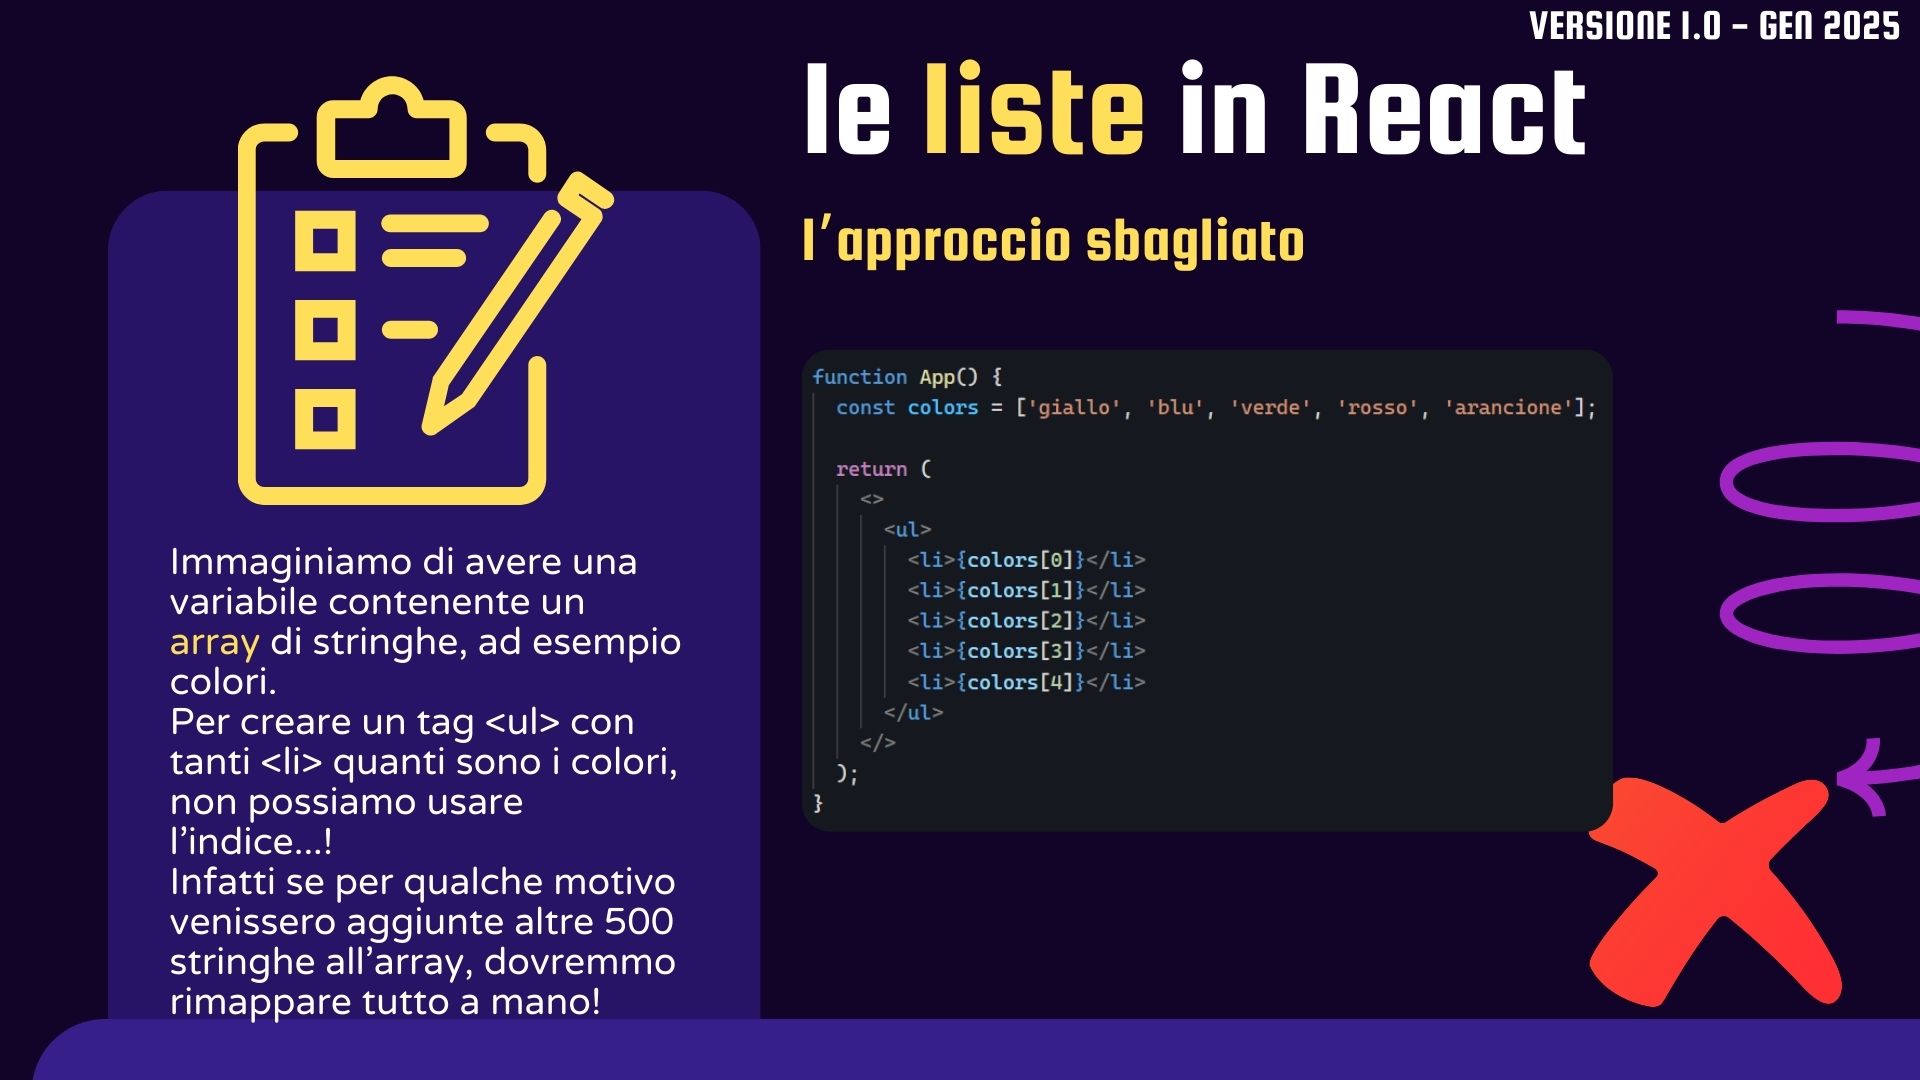 VERSIONE 1.0 - GEN 2025
le liste in React
l'approccio sbagliato
Immaginiamo di avere una
variabile contenente un
array di stringhe, ad esempio
colori.
Per creare un tag <ul> con
tanti <li> quanti sono i colori,
non possiamo usare
l'indice...!
Infatti se per qualche motivo
venissero aggiunte altre 500
stringhe all'array, dovremmo
rimappare tutto a mano!
function App() {
  const colors = ['giallo', 'blu', 'verde', 'rosso', 'arancione'];
  return (
    <>
      <ul>
        <li>{colors[0]}</li>
        <li>{colors[1]}</li>
        <li>{colors[2]}</li>
        <li>{colors[3]}</li>
        <li>{colors[4]}</li>
      </ul>
    </>
  );
}